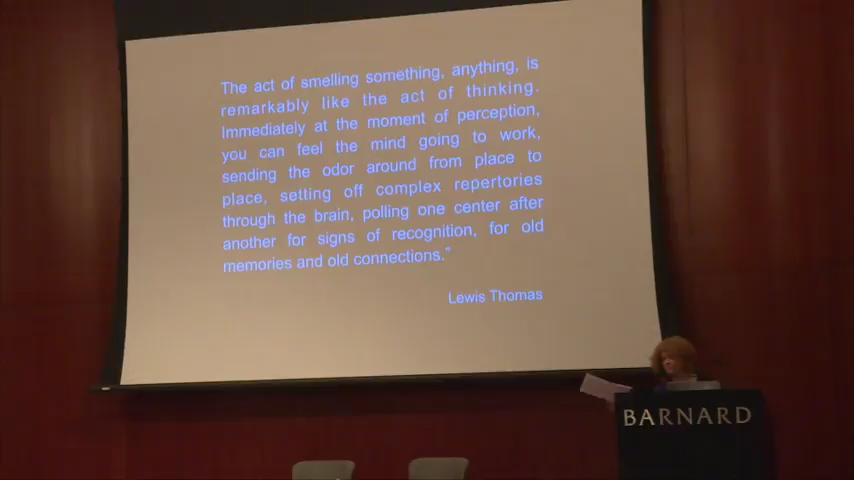 The act of smelling something, anything, is
remarkably like the act of thinking.
Immediately at the moment of perception,
you can feel the mind going to work,
sending the odor around from place to
place, setting off complex repertories
through the brain, polling one center after
another for signs of recognition, for old
memories and old connections.”
Lewis Thomas
BARNARD